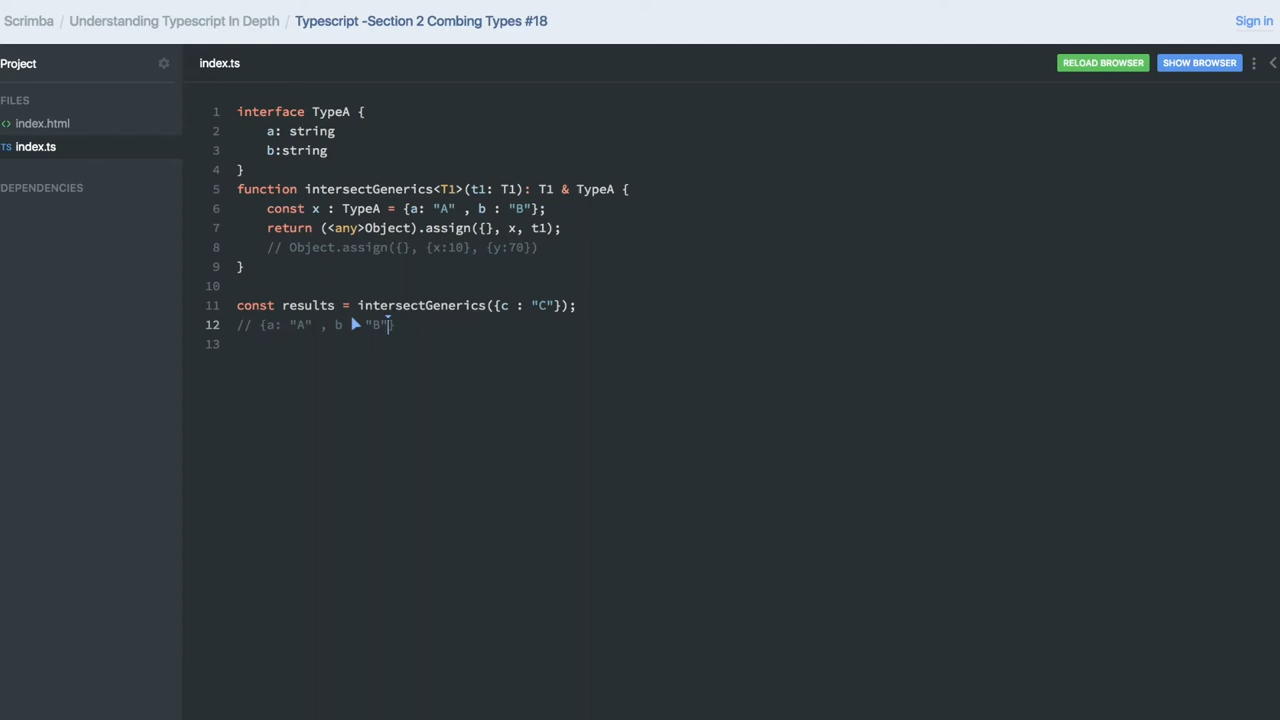 Scrimba / Understanding Typescript In Depth / Typescript -Section 2 Combing Types #18
Sign in
Project
index.ts
RELOAD BROWSER
SHOW BROWSER
FILES
<> index.html
TS index.ts
DEPENDENCIES
1 interface TypeA {
2 a: string
3 b:string
4 }
5 function intersectGenerics<T1>(t1: T1): T1 & TypeA {
6 const x : TypeA = {a: "A" , b : "B"};
7 return (<any>Object).assign({}, x, t1);
8 // Object.assign({}, {x:10}, {y:70})
9 }
10
11 const results = intersectGenerics({c : "C"});
12 // {a: "A" , b "B"}
13